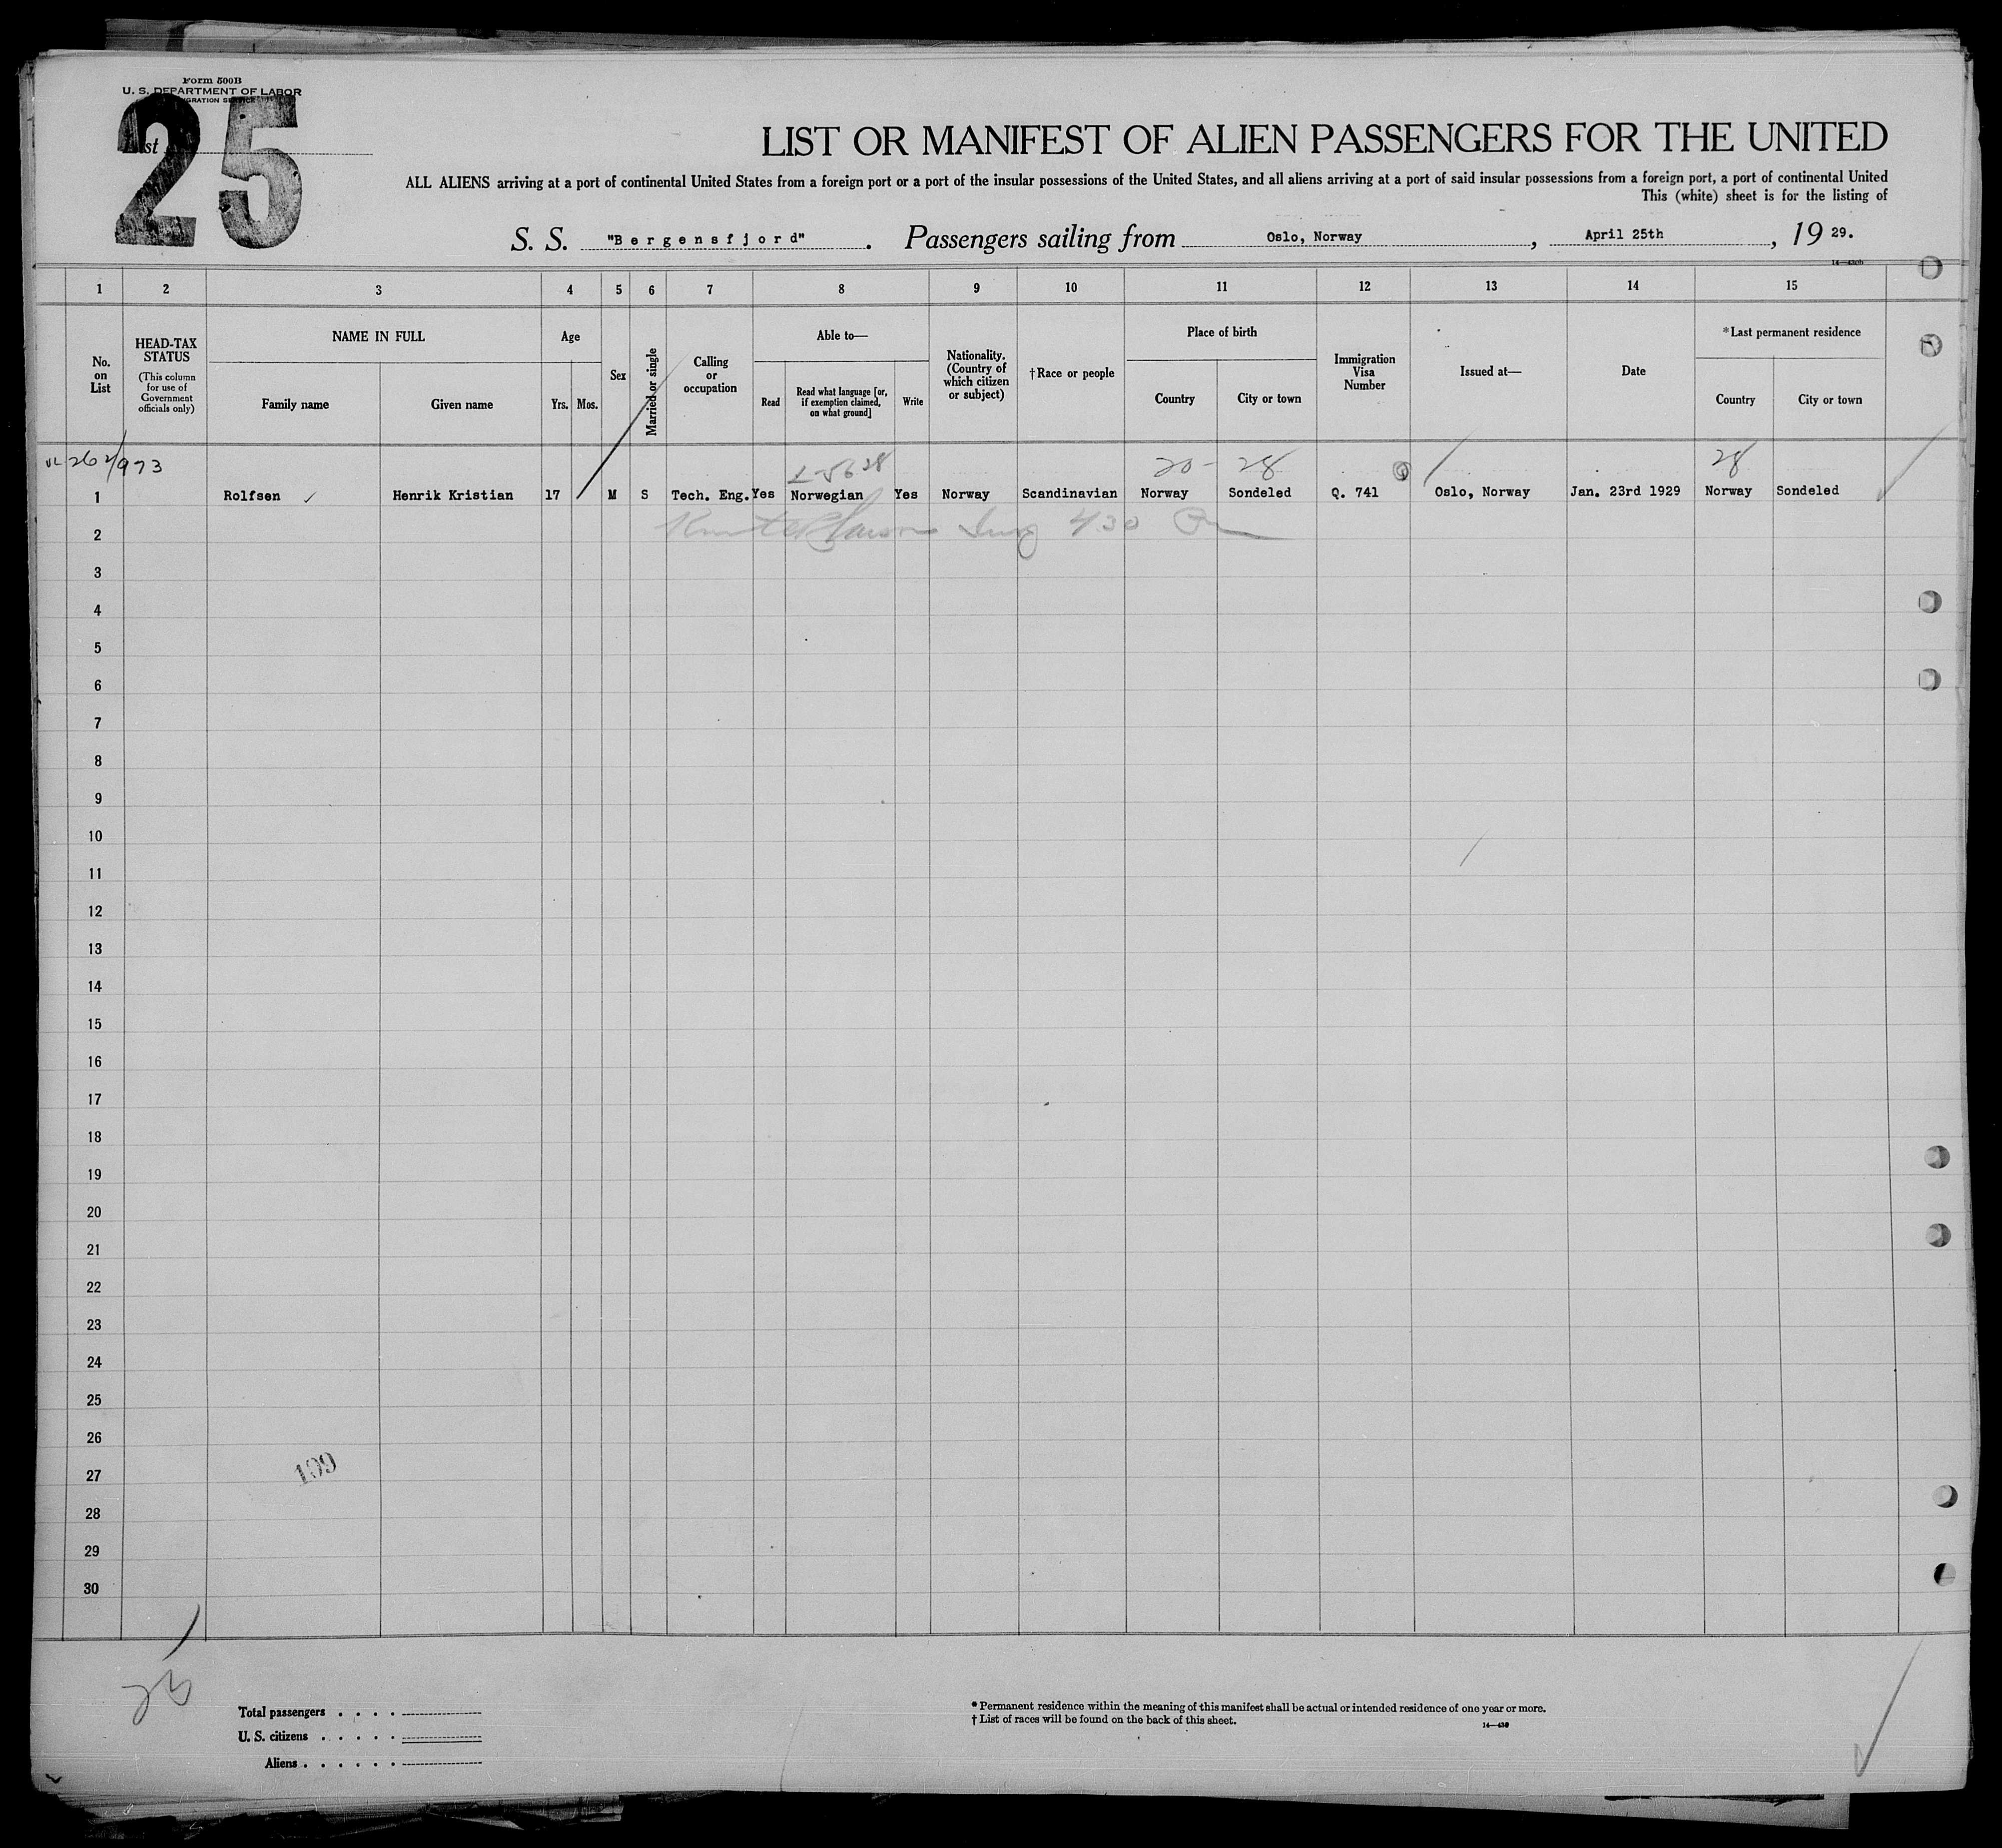 Form 500B
U. S. DEPARTMENT OF LABOR
25
LIST OR MANIFEST OF ALIEN PASSENGERS FOR THE UNITED
ALL ALIENS arriving at a port of continental United States from a foreign port or a port of the insular possessions of the United States, and all aliens arriving at a port of said insular possessions from a foreign port, a port of continental United
This (white) sheet is for the listing of
S. S. "Bergensfjord". Passengers sailing from Oslo, Norway, April 25th, 19 29.
1 2 3 4 5 6 7 8 9 10 11 12 13 14 15
No. on List
HEAD-TAX STATUS
(This column for use of Government officials only)
NAME IN FULL
Family name Given name
Age
Yrs. Mos.
Sex
Married or single
Calling or occupation
Able to—
Read
Read what language [or, if exemption claimed, on what ground]
Write
Nationality. (Country of which citizen or subject)
†Race or people
Place of birth
Country City or town
Immigration Visa Number
Issued at—
Date
*Last permanent residence
Country City or town
973
20 - 28 28
1 Rolfsen ✓ Henrik Kristian 17 M S Tech. Eng. Yes Norwegian Yes Norway Scandinavian Norway Sondeled Q. 741 Oslo, Norway Jan. 23rd 1929 Norway Sondeled
2
3
4
5
6
7
8
9
10
11
12
13
14
15
16
17
18
19
20
21
22
23
24
25
26
109
27
28
29
30
Total passengers . . . .
U. S. citizens . . . . .
Aliens . . . . . .
* Permanent residence within the meaning of this manifest shall be actual or intended residence of one year or more.
† List of races will be found on the back of this sheet.